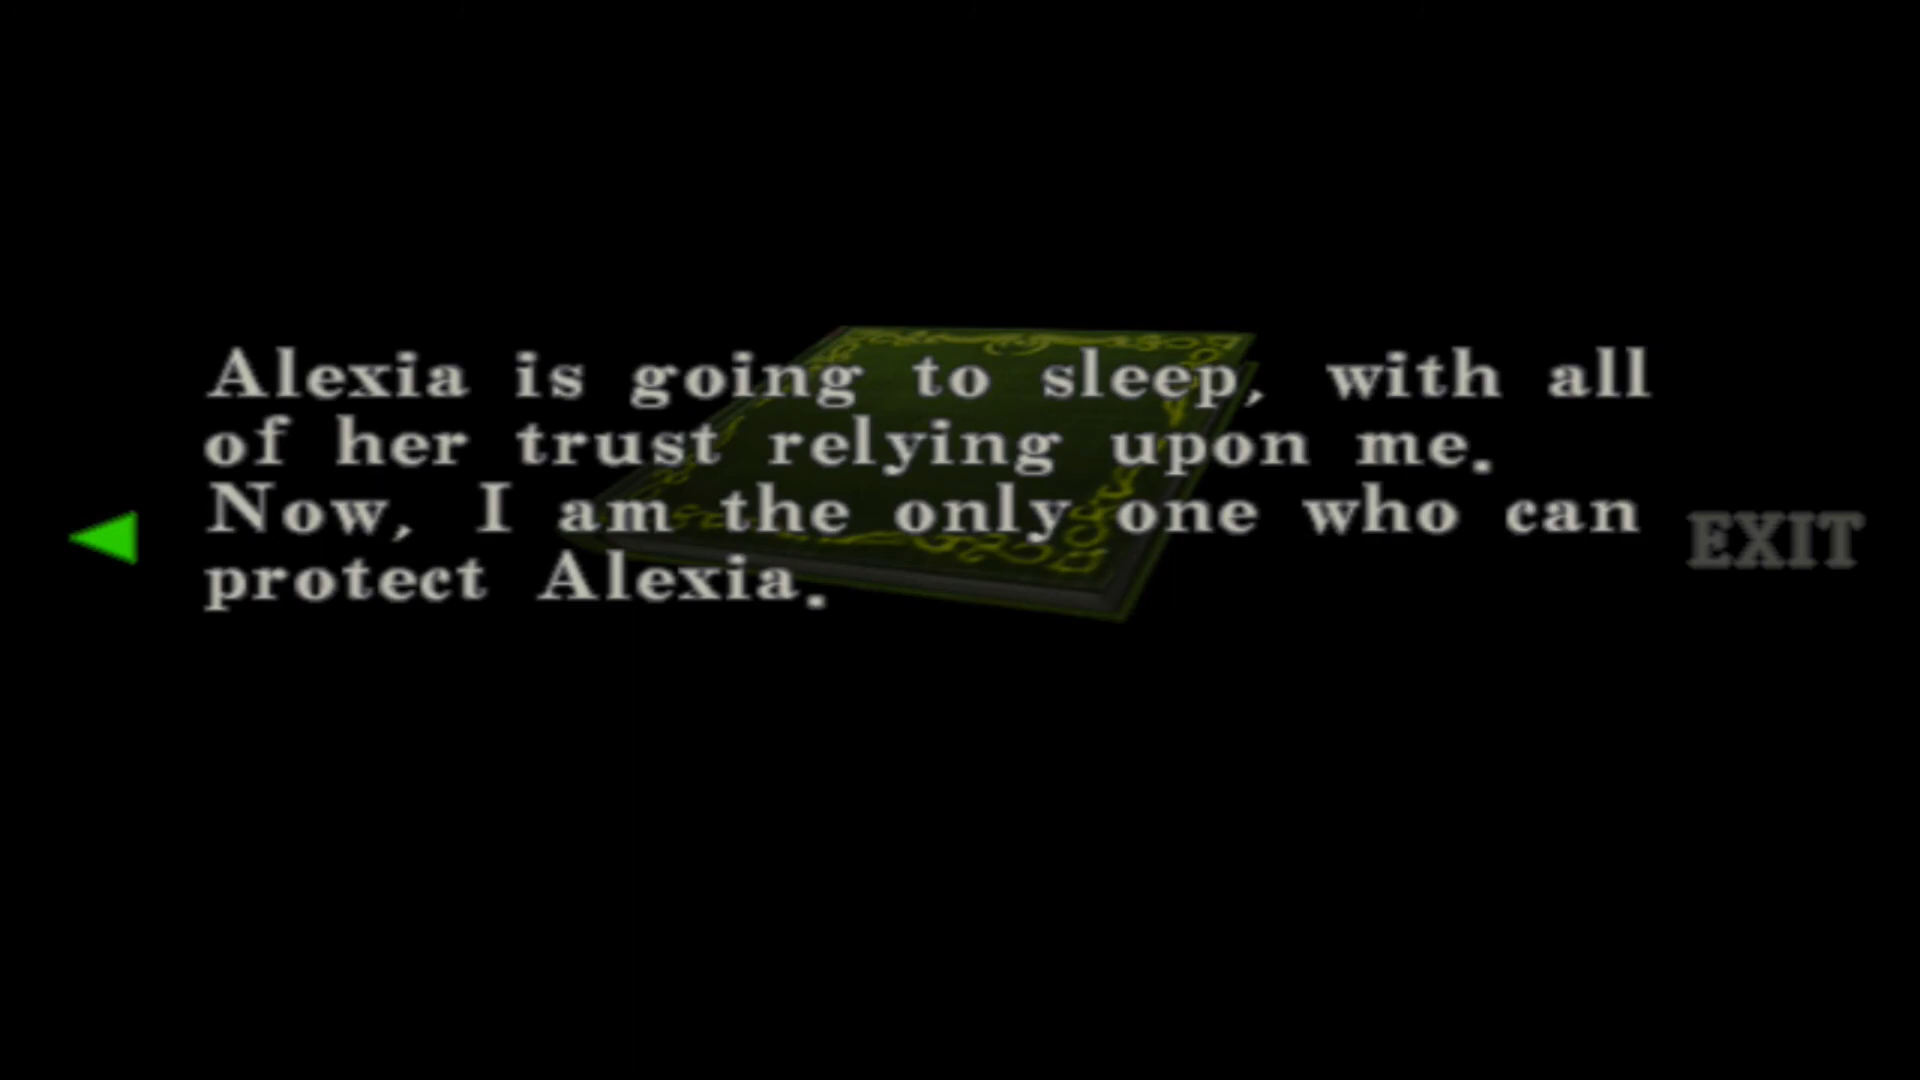 Alexia is going to sleep, with all
of her trust relying upon me.
Now, I am the only one who can
protect Alexia.
EXIT